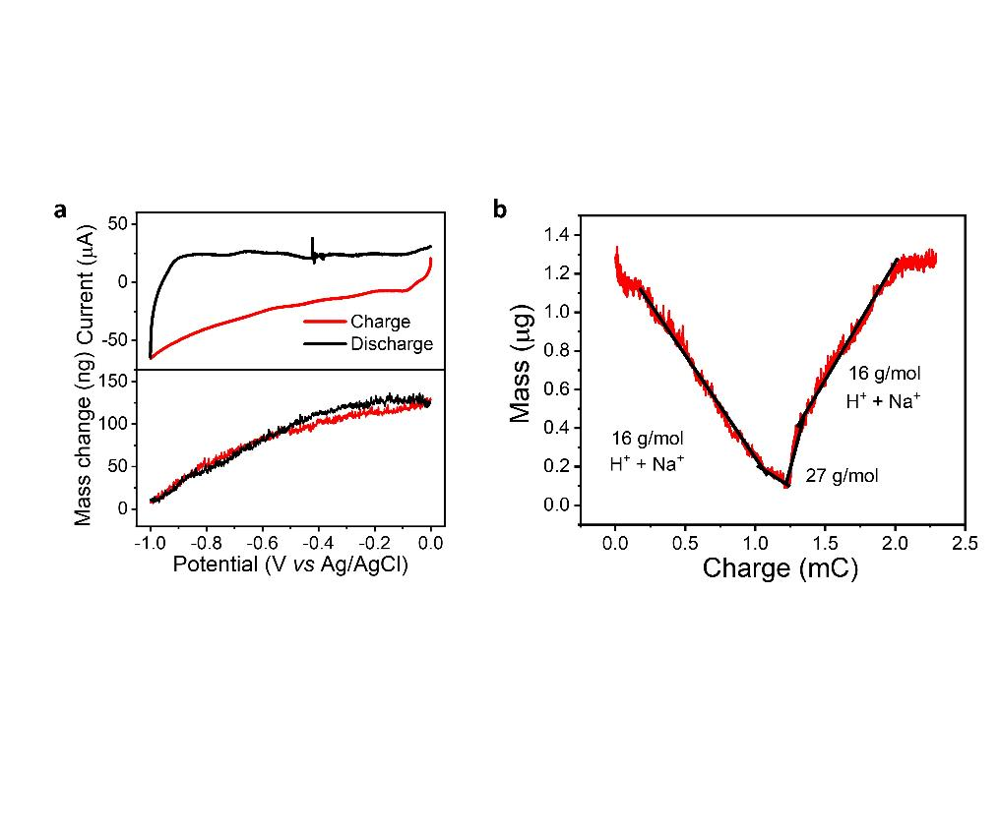 a
Current (μA)
50
0
-50
Charge
Discharge
Mass change (ng)
150
100
50
0
-1.0 -0.8 -0.6 -0.4 -0.2 0.0
Potential (V vs Ag/AgCl)
b
Mass (μg)
1.4
1.2
1.0
0.8
0.6
0.4
0.2
0.0
16 g/mol
H⁺ + Na⁺
16 g/mol
H⁺ + Na⁺
27 g/mol
0.0 0.5 1.0 1.5 2.0 2.5
Charge (mC)